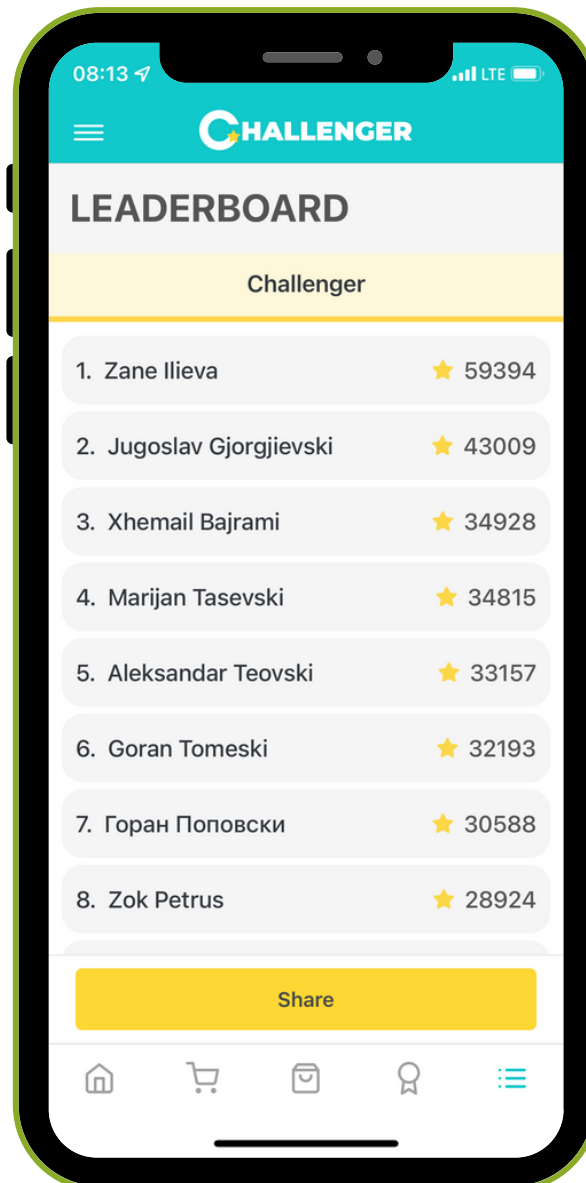 08:13
LTE
CHALLENGER
LEADERBOARD
Challenger
1. Zane Ilieva 59394
2. Jugoslav Gjorgjievski 43009
3. Xhemail Bajrami 34928
4. Marijan Tasevski 34815
5. Aleksandar Teovski 33157
6. Goran Tomeski 32193
7. Горан Поповски 30588
8. Zok Petrus 28924
Share